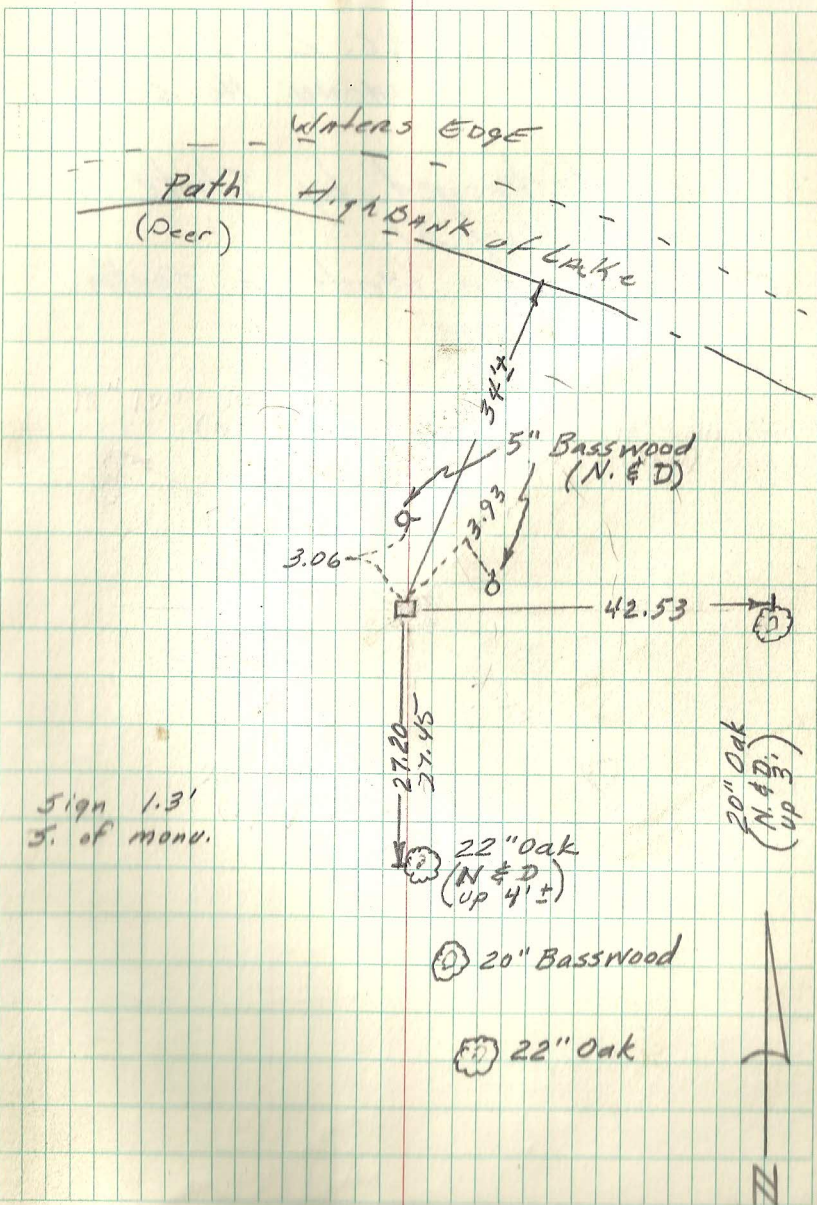 Waters Edge
Path
(Deer)
High BANK of LAKe
34'±
5" Basswood
(N. & D)
3.93
3.06
42.53
27.20
27.45
20" Oak
(N. & D.
up 3')
Sign 1.3'
S. of monu.
22" Oak
(N & D
up 4'±)
20" Basswood
22" Oak
N